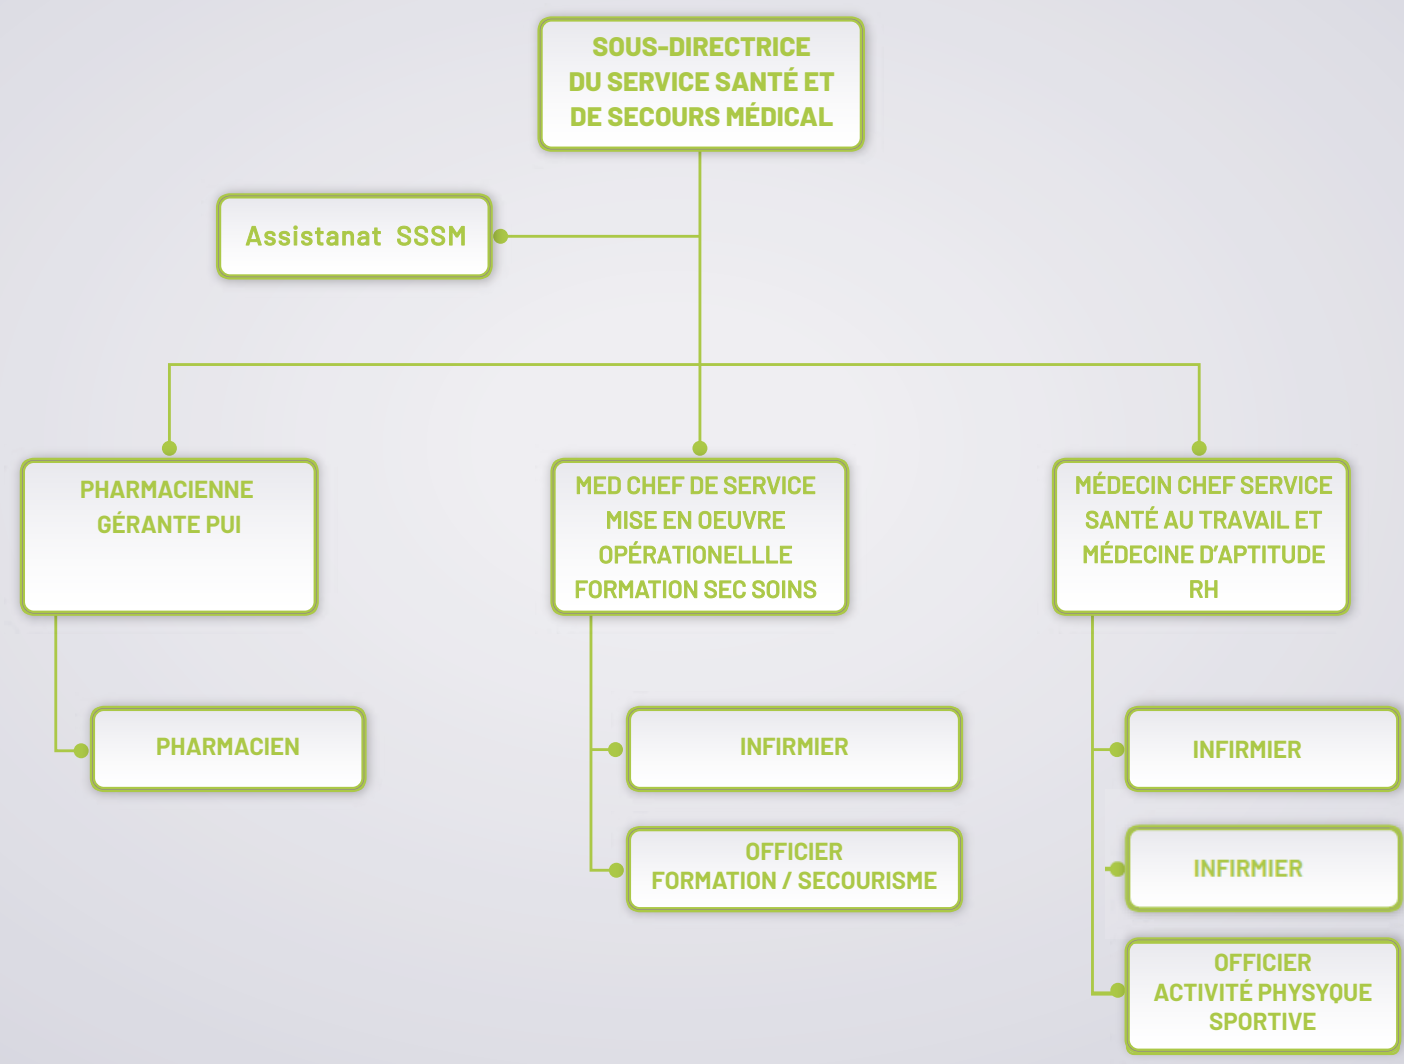 SOUS-DIRECTRICE
DU SERVICE SANTÉ ET
DE SECOURS MÉDICAL
Assistanat SSSM
PHARMACIENNE
GÉRANTE PUI
MED CHEF DE SERVICE
MISE EN OEUVRE
OPÉRATIONELLLE
FORMATION SEC SOINS
MÉDECIN CHEF SERVICE
SANTÉ AU TRAVAIL ET
MÉDECINE D'APTITUDE
RH
PHARMACIEN
INFIRMIER
OFFICIER
FORMATION / SECOURISME
INFIRMIER
INFIRMIER
OFFICIER
ACTIVITÉ PHYSYQUE
SPORTIVE